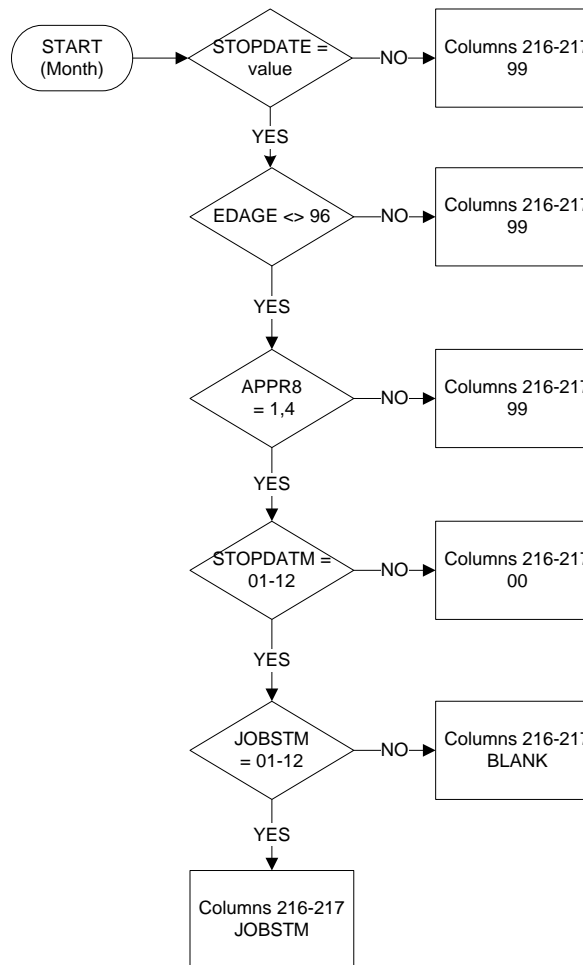 START
(Month)
STOPDATE =
value
NO
Columns 216-217
99
YES
EDAGE <> 96
NO
Columns 216-217
99
YES
APPR8
= 1,4
NO
Columns 216-217
99
YES
STOPDATM =
01-12
NO
Columns 216-217
00
YES
JOBSTM
= 01-12
NO
Columns 216-217
BLANK
YES
Columns 216-217
JOBSTM